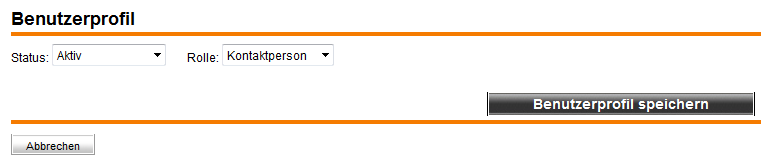 Benutzerprofil
Status: Aktiv Rolle: Kontaktperson
Benutzerprofil speichern
Abbrechen